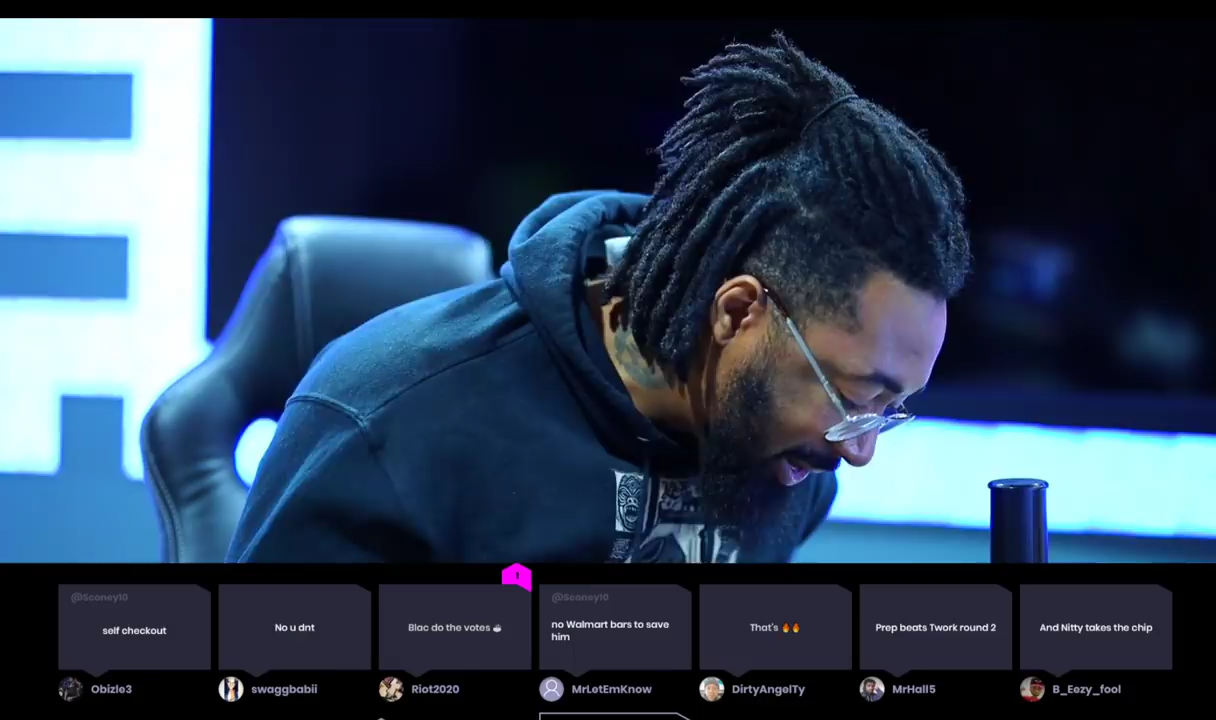 @Sconey10
self checkout
Obizle3
No u dnt
swaggbabii
Blac do the votes ☕
Riot2020
@Sconey10
no Walmart bars to save
him
MrLetEmKnow
That's 🔥🔥
DirtyAngelTy
Prep beats Twork round 2
MrHall5
And Nitty takes the chip
B_Eezy_fool